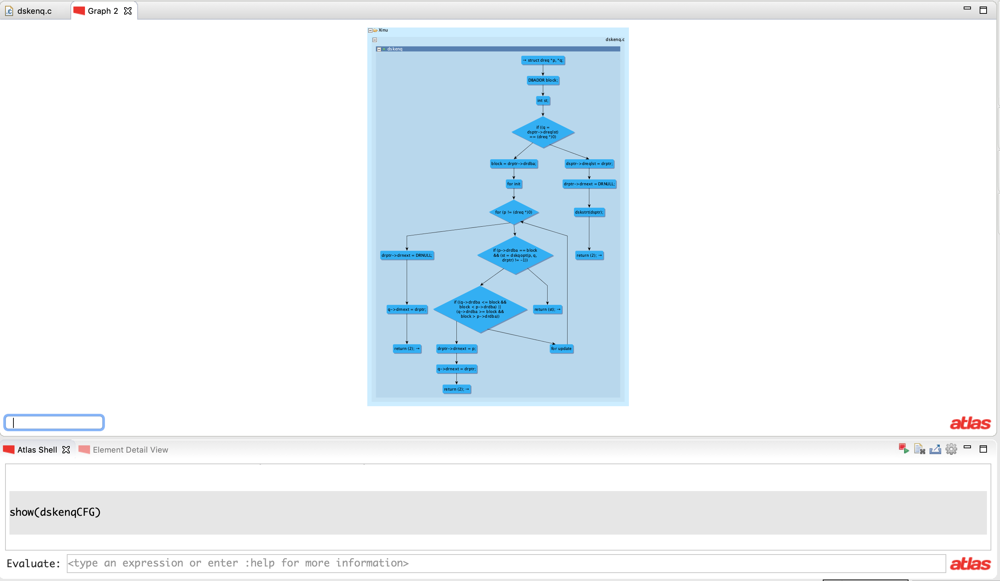 dskenq.c
Graph 2
Xinu
dskenq.c
dskenq
→ struct dreq *p, *q;
DBADDR block;
int st;
if ((q =
dsptr->dreqlst)
== (dreq *)0)
block = drptr->drdba;
dsptr->dreqlst = drptr;
for init
drptr->drnext = DRNULL;
for (p != (dreq *)0)
dskstrt(dsptr);
drptr->drnext = DRNULL;
if (p->drdba == block
&& (st = dskqopt(p, q,
drptr) != -1))
return (2); →
q->drnext = drptr;
if ((q->drdba <= block &&
block < p->drdba) ||
(q->drdba >= block &&
block > p->drdba))
return (st); →
return (2); →
drptr->drnext = p;
for update
q->drnext = drptr;
return (2); →
atlas
Atlas Shell
Element Detail View
show(dskenqCFG)
Evaluate:
<type an expression or enter :help for more information>
atlas